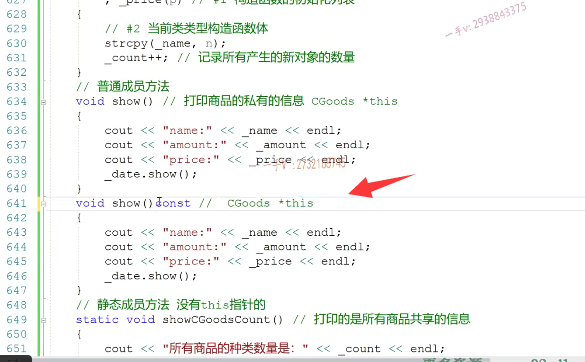 627 , _price(p) // #1 构造函数的初始化列表
628 {
629 // #2 当前类类型构造函数体
630 strcpy(_name, n);
631 _count++; // 记录所有产生的新对象的数量
632 }
633 // 普通成员方法
634 void show() // 打印商品的私有的信息 CGoods *this
635 {
636 cout << "name:" << _name << endl;
637 cout << "amount:" << _amount << endl;
638 cout << "price:" << _price << endl;
639 _date.show();
640 }
641 void show()const // CGoods *this
642 {
643 cout << "name:" << _name << endl;
644 cout << "amount:" << _amount << endl;
645 cout << "price:" << _price << endl;
646 _date.show();
647 }
648 // 静态成员方法 没有this指针的
649 static void showCGoodsCount() // 打印的是所有商品共享的信息
650 {
651 cout << "所有商品的种类数量是：" << _count << endl;
一手v: 2938843375